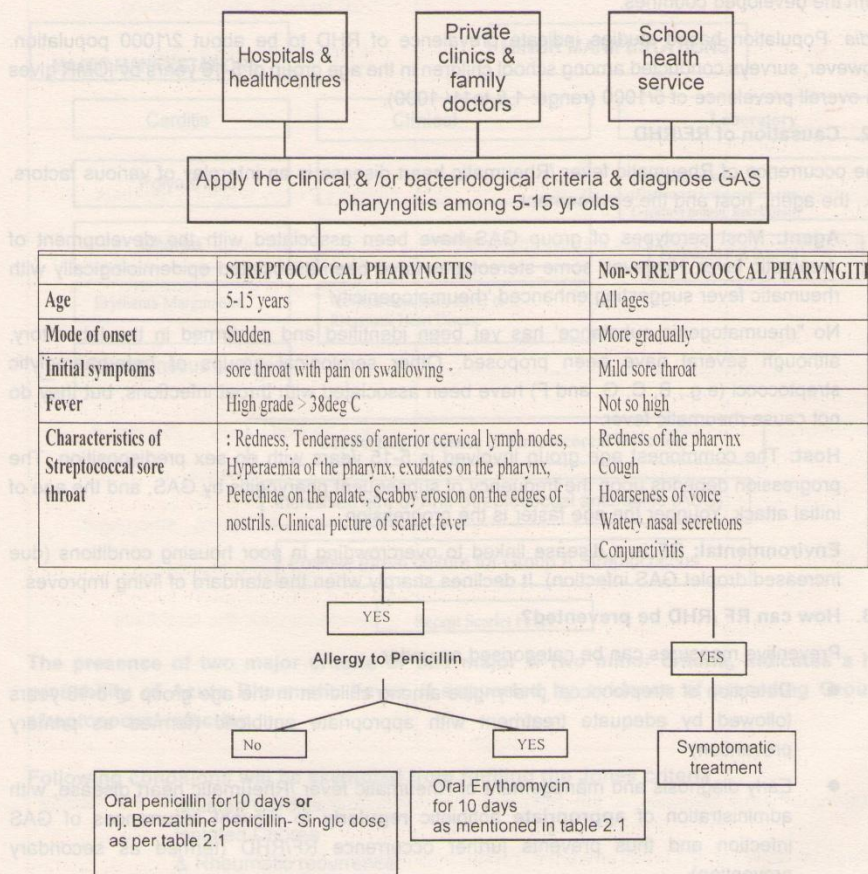 Hospitals &
healthcentres
Private
clinics &
family
doctors
School
health
service
Apply the clinical & /or bacteriological criteria & diagnose GAS
pharyngitis among 5-15 yr olds
STREPTOCOCCAL PHARYNGITIS
Non-STREPTOCOCCAL PHARYNGITI
Age
5-15 years
All ages
Mode of onset
Sudden
More gradually
Initial symptoms
sore throat with pain on swallowing
Mild sore throat
Fever
High grade > 38deg C
Not so high
Characteristics of
Streptococcal sore
throat
: Redness, Tenderness of anterior cervical lymph nodes,
Hyperaemia of the pharynx, exudates on the pharynx,
Petechiae on the palate, Scabby erosion on the edges of
nostrils. Clinical picture of scarlet fever
Redness of the pharynx
Cough
Hoarseness of voice
Watery nasal secretions
Conjunctivitis
YES
YES
Allergy to Penicillin
No
YES
Symptomatic
treatment
Oral penicillin for10 days or
Inj. Benzathine penicillin- Single dose
as per table 2.1
Oral Erythromycin
for 10 days
as mentioned in table 2.1